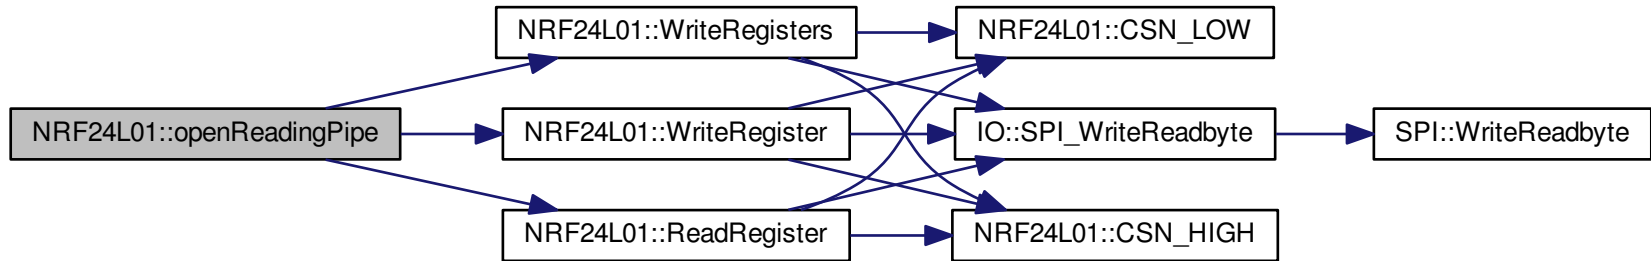 NRF24L01::openReadingPipe
NRF24L01::WriteRegisters
NRF24L01::WriteRegister
NRF24L01::ReadRegister
NRF24L01::CSN_LOW
IO::SPI_WriteReadbyte
NRF24L01::CSN_HIGH
SPI::WriteReadbyte